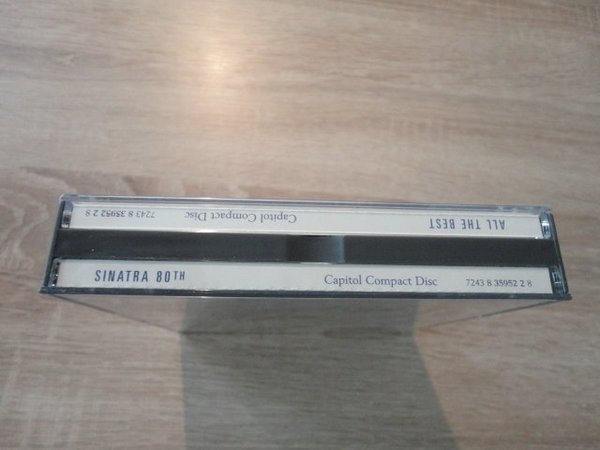 ALL THE BEST Capitol Compact Disc 7243 8 35952 2 8
SINATRA 80TH Capitol Compact Disc 7243 8 35952 2 8